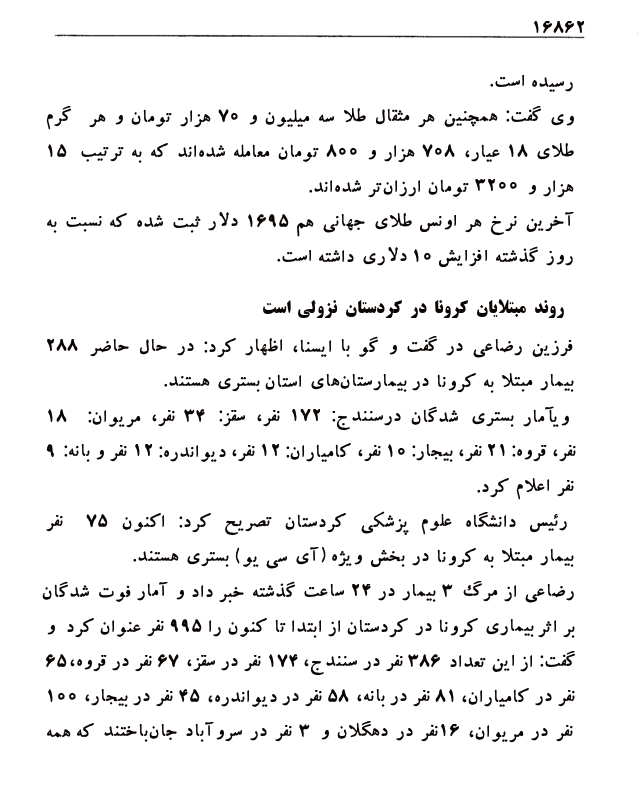 ۱۶۸۶۲
رسیده است.
وی گفت: همچنین هر مثقال طلا سه میلیون و ۷۰ هزار تومان و هر گرم
طلای ۱۸ عیار، ۷۰۸ هزار و ۸۰۰ تومان معامله شده‌اند که به ترتیب ۱۵
هزار و ۳۲۰۰ تومان ارزان‌تر شده‌اند.
آخرین نرخ هر اونس طلای جهانی هم ۱۶۹۵ دلار ثبت شده که نسبت به
روز گذشته افزایش ۱۰ دلاری داشته است.
روند مبتلایان کرونا در کردستان نزولی است
فرزین رضاعی در گفت و گو با ایسنا، اظهار کرد: در حال حاضر ۲۸۸
بیمار مبتلا به کرونا در بیمارستان‌های استان بستری هستند.
ویآمار بستری شدگان درسنندج: ۱۷۲ نفر، سقز: ۳۴ نفر، مریوان: ۱۸
نفر، قروه: ۲۱ نفر، بیجار: ۱۰ نفر، کامیاران: ۱۲ نفر، دیواندره: ۱۲ نفر و بانه: ۹
نفر اعلام کرد.
رئیس دانشگاه علوم پزشکی کردستان تصریح کرد: اکنون ۷۵ نفر
بیمار مبتلا به کرونا در بخش ویژه (آی سی یو) بستری هستند.
رضاعی از مرگ ۳ بیمار در ۲۴ ساعت گذشته خبر داد و آمار فوت شدگان
بر اثر بیماری کرونا در کردستان از ابتدا تا کنون را ۹۹۵ نفر عنوان کرد و
گفت: از این تعداد ۳۸۶ نفر در سنندج، ۱۷۴ نفر در سقز، ۶۷ نفر در قروه،۶۵
نفر در کامیاران، ۸۱ نفر در بانه، ۵۸ نفر در دیواندره، ۴۵ نفر در بیجار، ۱۰۰
نفر در مریوان، ۱۶نفر در دهگلان و ۳ نفر در سروآباد جان‌باختند که همه